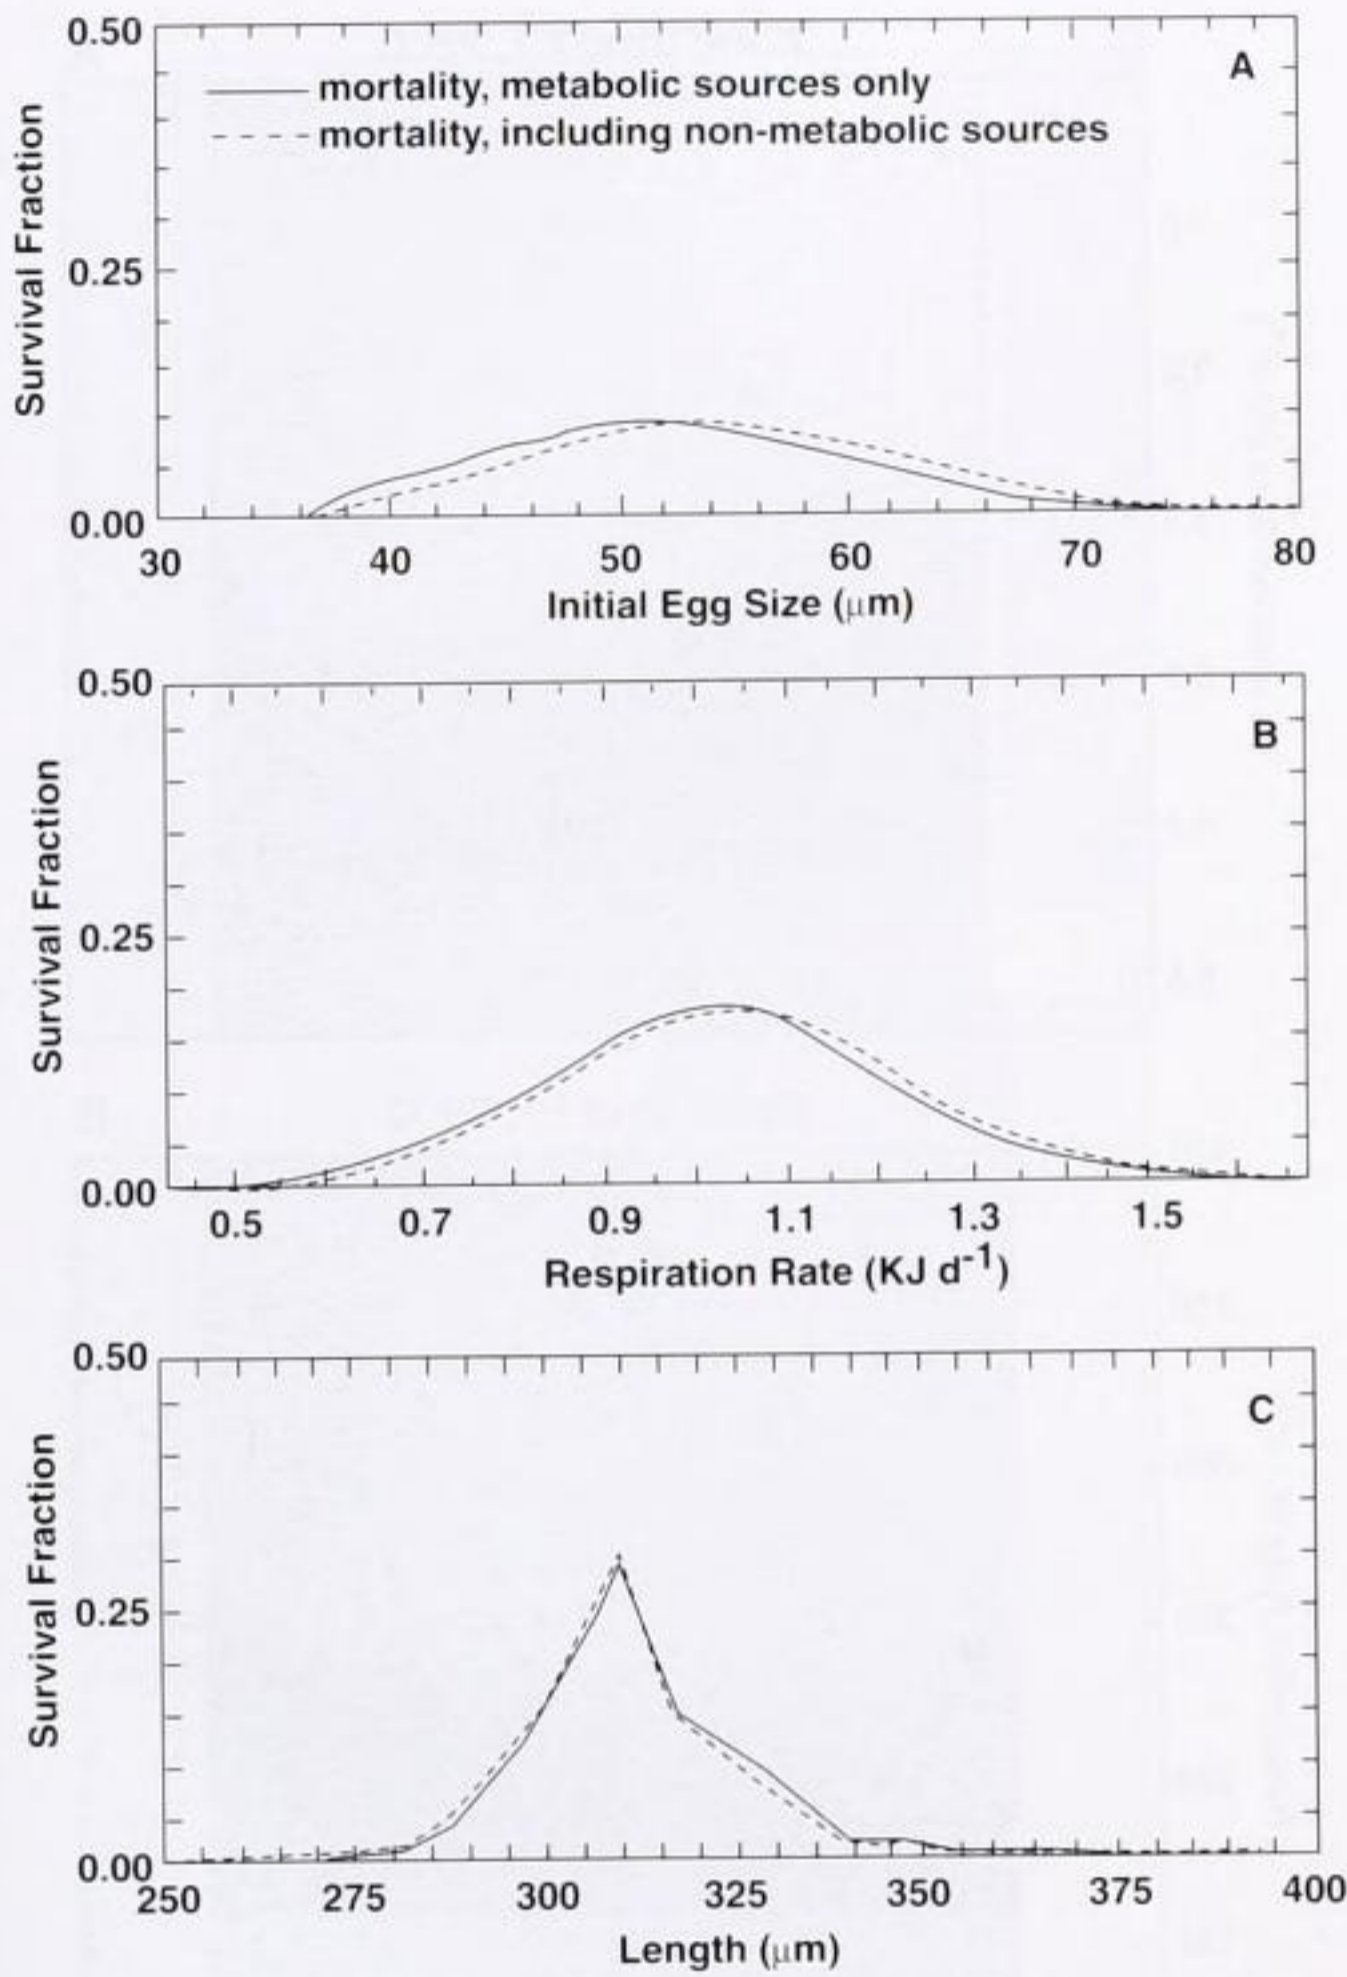 0.50
A
mortality, metabolic sources only
mortality, including non-metabolic sources
Survival Fraction
0.25
0.00
30 40 50 60 70 80
Initial Egg Size (μm)
0.50
B
Survival Fraction
0.25
0.00
0.5 0.7 0.9 1.1 1.3 1.5
Respiration Rate (KJ d-1)
0.50
C
Survival Fraction
0.25
0.00
250 275 300 325 350 375 400
Length (μm)